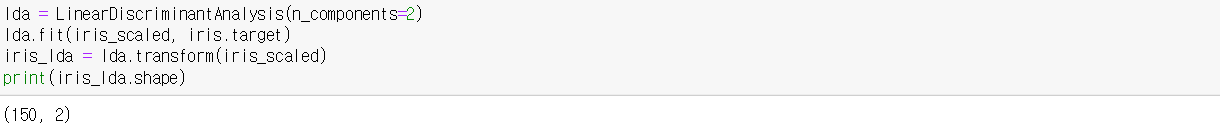 lda = LinearDiscriminantAnalysis(n_components=2)
lda.fit(iris_scaled, iris.target)
iris_lda = lda.transform(iris_scaled)
print(iris_lda.shape)
(150, 2)